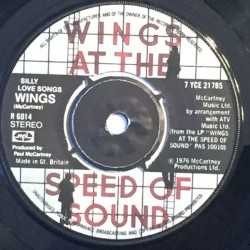 WINGS
AT THE
SILLY
LOVE SONGS
WINGS
(McCartney)
R 6014
STEREO
Produced by
Paul McCartney
Made in Gt. Britain
7 YCE 21785
McCartney
Music Ltd.
by arrangement
with ATV
Music Ltd.
(from the LP "WINGS
AT THE SPEED OF
SOUND" PAS 10010)
℗ 1976 McCartney
Productions Ltd.
SPEED OF
SOUND